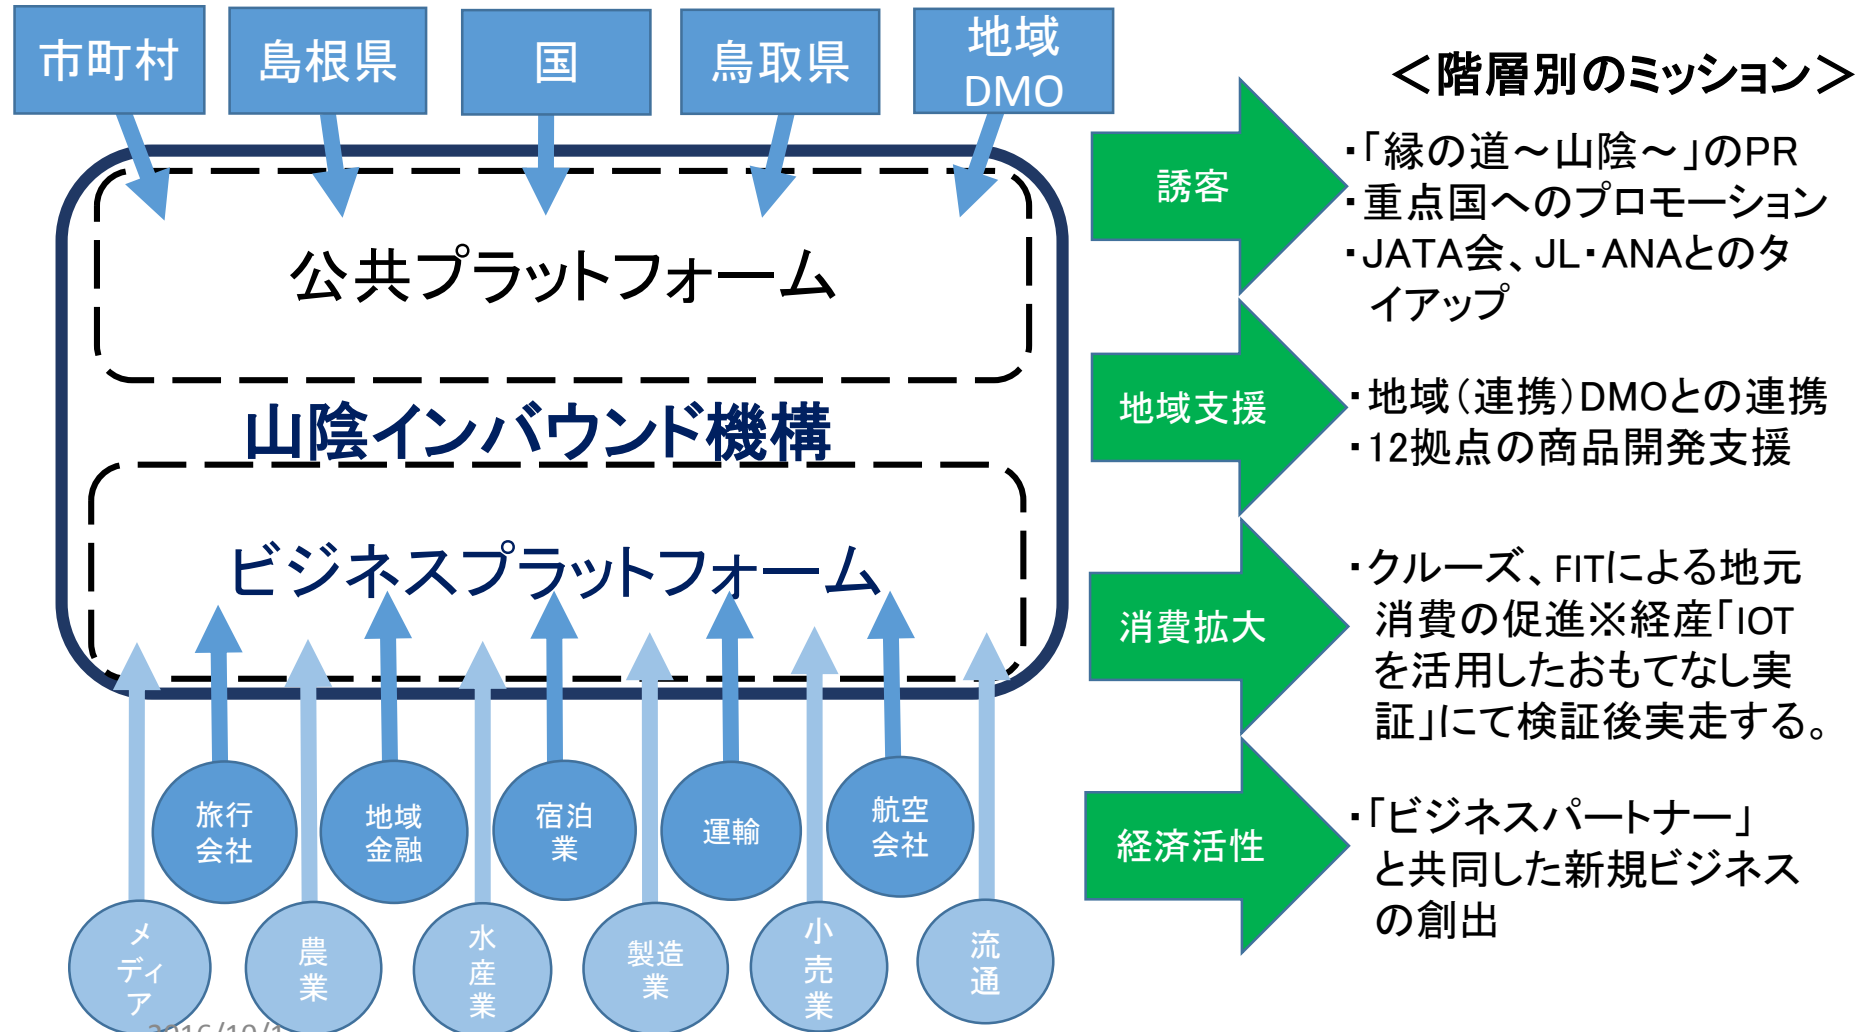 市町村
島根県
国
鳥取県
地域
DMO
公共プラットフォーム
山陰インバウンド機構
ビジネスプラットフォーム
旅行
会社
地域
金融
宿泊
業
運輸
航空
会社
メ
ディ
ア
農
業
水
産
業
製造
業
小
売
業
流
通
<階層別のミッション>
誘客
・「縁の道~山陰~」のPR
・重点国へのプロモーション
・JATA会、JL・ANAとのタ
イアップ
地域支援
・地域(連携)DMOとの連携
・12拠点の商品開発支援
消費拡大
・クルーズ、FITによる地元
消費の促進※経産「IOT
を活用したおもてなし実
証」にて検証後実走する。
経済活性
・「ビジネスパートナー」
と共同した新規ビジネス
の創出